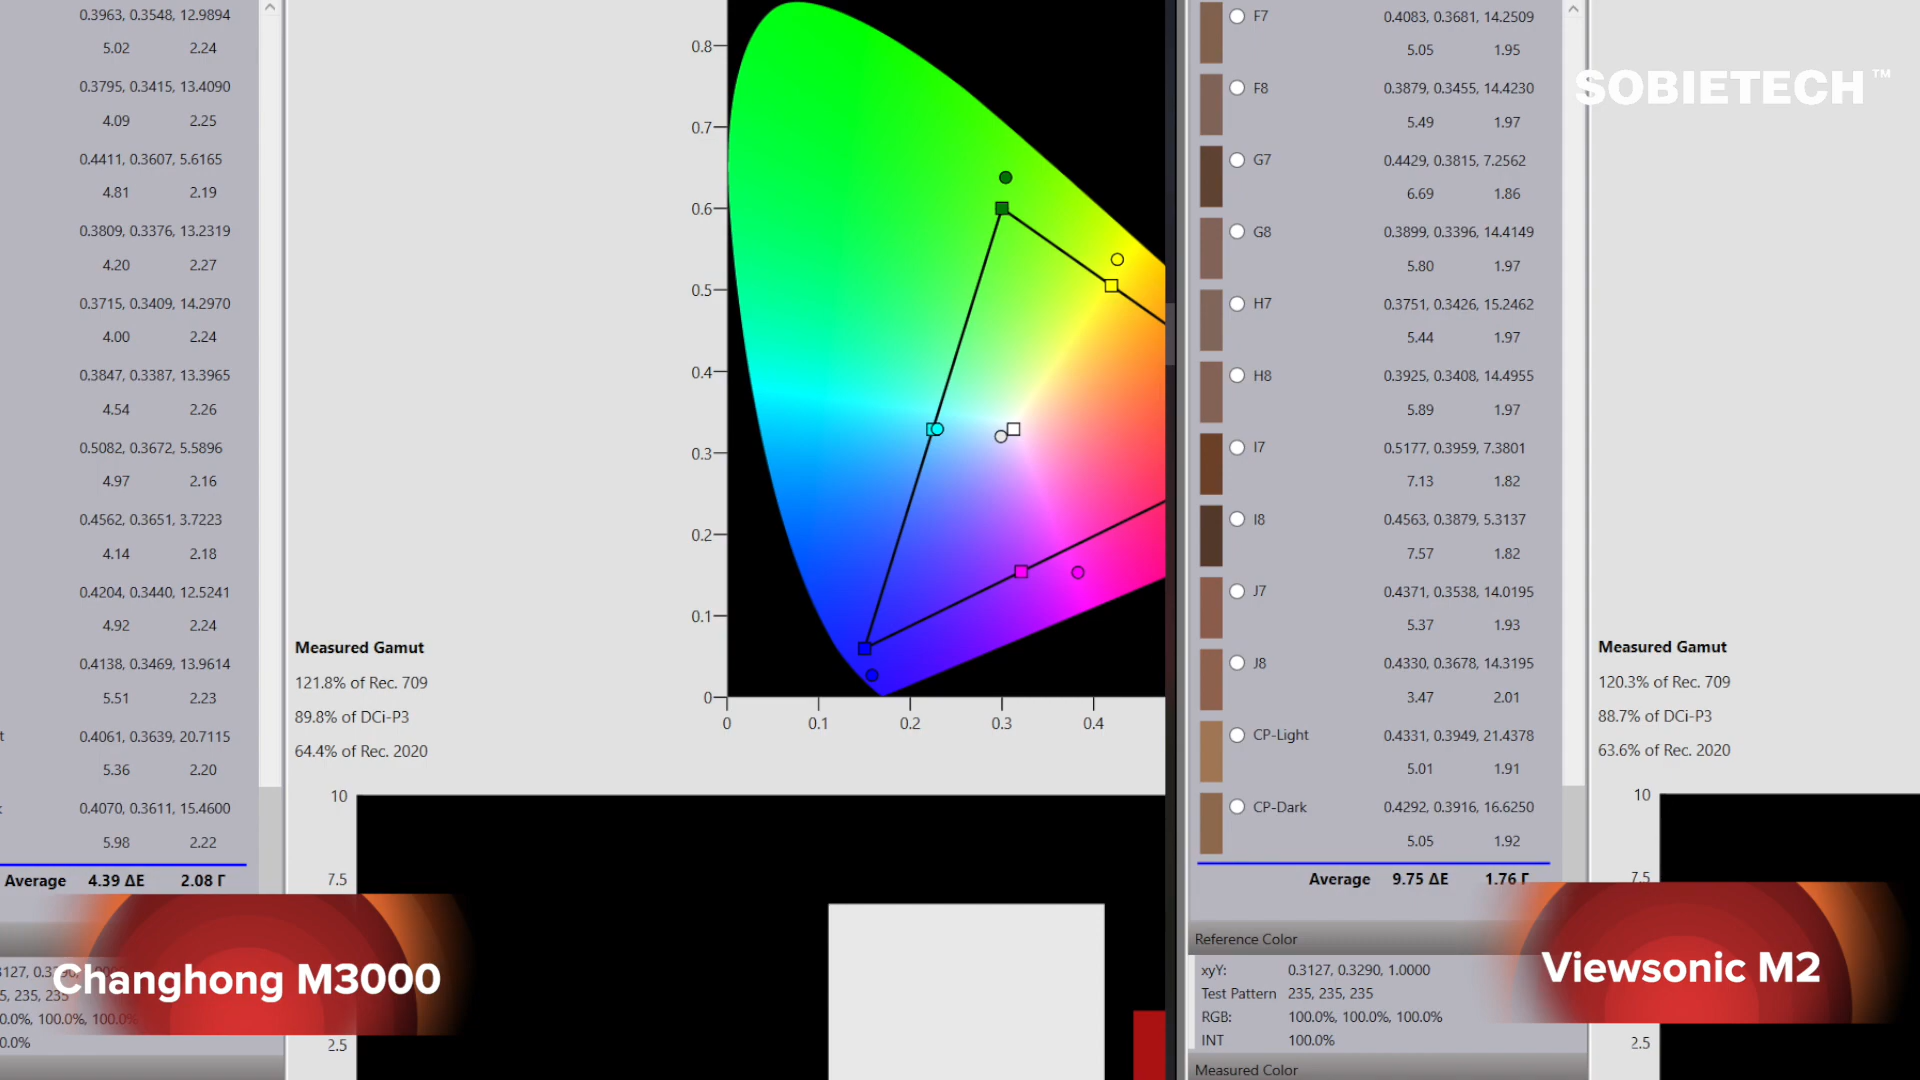 0.3963, 0.3548, 12.9894
5.02 2.24
0.3795, 0.3415, 13.4090
4.09 2.25
0.4411, 0.3607, 5.6165
4.81 2.19
0.3809, 0.3376, 13.2319
4.20 2.27
0.3715, 0.3409, 14.2970
4.00 2.24
0.3847, 0.3387, 13.3965
4.54 2.26
0.5082, 0.3672, 5.5896
4.97 2.16
0.4562, 0.3651, 3.7223
4.14 2.18
0.4204, 0.3440, 12.5241
4.92 2.24
0.4138, 0.3469, 13.9614
5.51 2.23
t 0.4061, 0.3639, 20.7115
5.36 2.20
0.4070, 0.3611, 15.4600
5.98 2.22
Average 4.39 ΔE 2.08 Γ
5, 235, 235
0.0%, 100.0%, 100.0%
0.0%
Changhong M3000
Measured Gamut
121.8% of Rec. 709
89.8% of DCi-P3
64.4% of Rec. 2020
10
7.5
2.5
0.8
0.7
0.6
0.5
0.4
0.3
0.2
0.1
0
0 0.1 0.2 0.3 0.4
F7 0.4083, 0.3681, 14.2509
5.05 1.95
F8 0.3879, 0.3455, 14.4230
5.49 1.97
G7 0.4429, 0.3815, 7.2562
6.69 1.86
G8 0.3899, 0.3396, 14.4149
5.80 1.97
H7 0.3751, 0.3426, 15.2462
5.44 1.97
H8 0.3925, 0.3408, 14.4955
5.89 1.97
I7 0.5177, 0.3959, 7.3801
7.13 1.82
I8 0.4563, 0.3879, 5.3137
7.57 1.82
J7 0.4371, 0.3538, 14.0195
5.37 1.93
J8 0.4330, 0.3678, 14.3195
3.47 2.01
CP-Light 0.4331, 0.3949, 21.4378
5.01 1.91
CP-Dark 0.4292, 0.3916, 16.6250
5.05 1.92
Average 9.75 ΔE 1.76 Γ
Reference Color
xyY: 0.3127, 0.3290, 1.0000
Test Pattern 235, 235, 235
RGB: 100.0%, 100.0%, 100.0%
INT 100.0%
Measured Color
SOBIETECH™
Measured Gamut
120.3% of Rec. 709
88.7% of DCi-P3
63.6% of Rec. 2020
10
7.5
2.5
Viewsonic M2